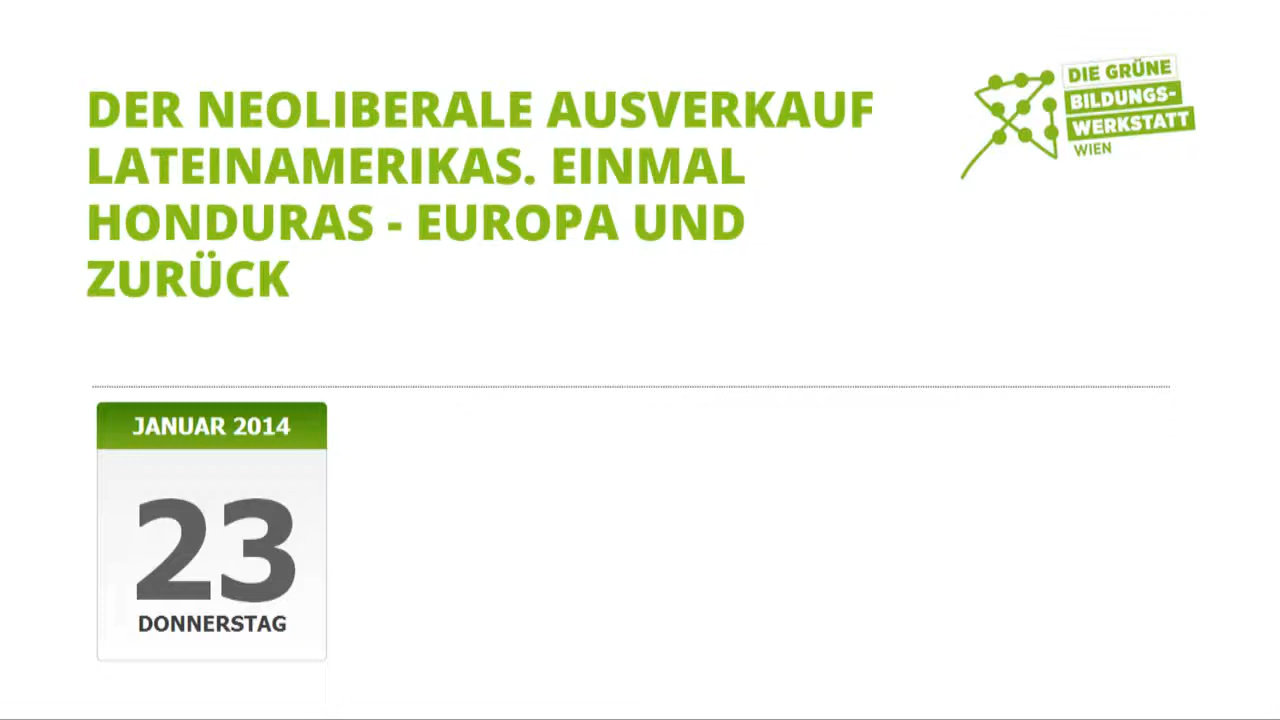 DER NEOLIBERALE AUSVERKAUF
LATEINAMERIKAS. EINMAL
HONDURAS - EUROPA UND
ZURÜCK
DIE GRÜNE
BILDUNGS-
WERKSTATT
WIEN
JANUAR 2014
23
DONNERSTAG